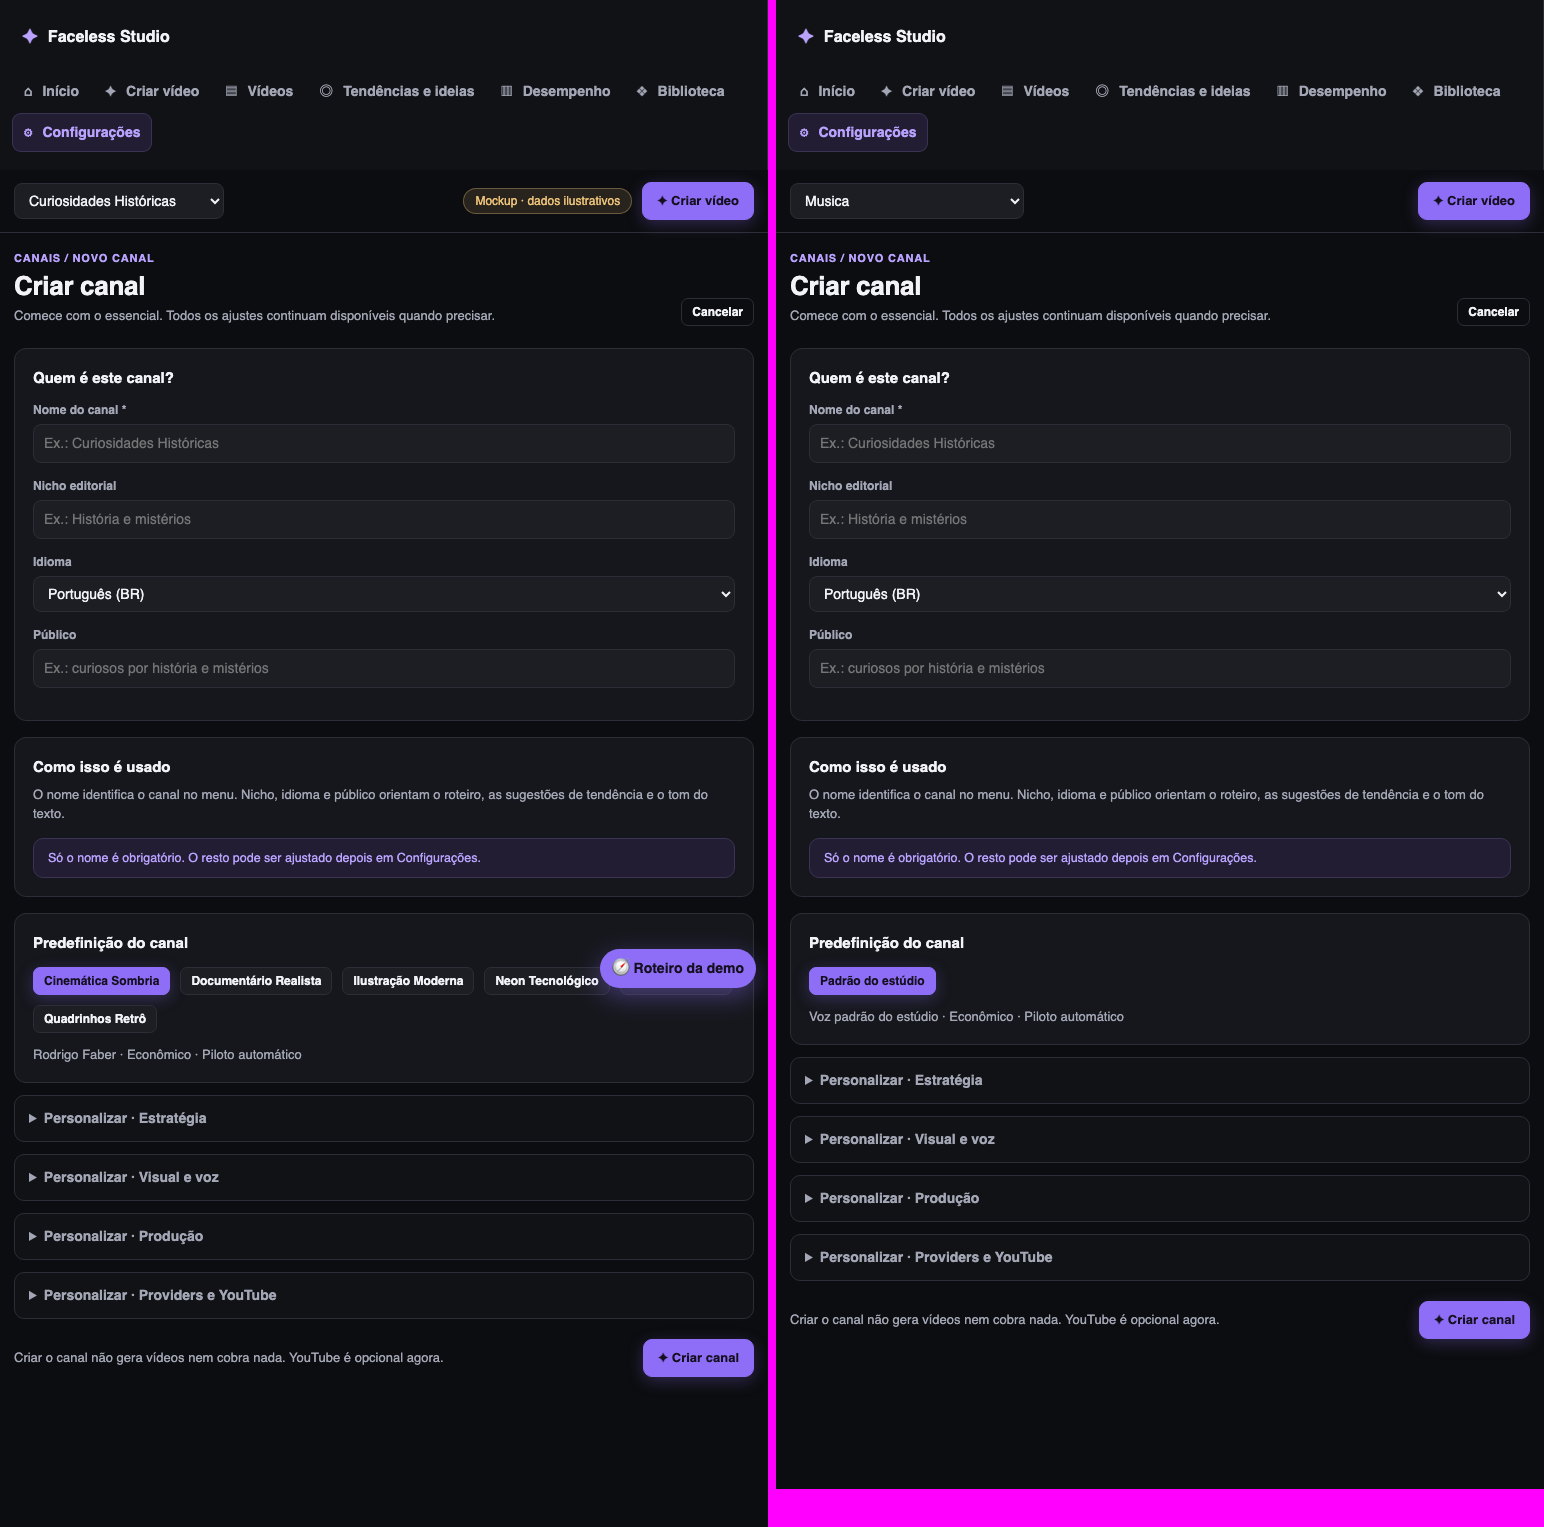 Faceless Studio
Início
Criar vídeo
Vídeos
Tendências e ideias
Desempenho
Biblioteca
Configurações
Curiosidades Históricas
Mockup · dados ilustrativos
Criar vídeo
CANAIS / NOVO CANAL
Criar canal
Comece com o essencial. Todos os ajustes continuam disponíveis quando precisar.
Cancelar
Quem é este canal?
Nome do canal *
Ex.: Curiosidades Históricas
Nicho editorial
Ex.: História e mistérios
Idioma
Português (BR)
Público
Ex.: curiosos por história e mistérios
Como isso é usado
O nome identifica o canal no menu. Nicho, idioma e público orientam o roteiro, as sugestões de tendência e o tom do
texto.
Só o nome é obrigatório. O resto pode ser ajustado depois em Configurações.
Predefinição do canal
Cinemática Sombria
Documentário Realista
Ilustração Moderna
Neon Tecnológico
Roteiro da demo
Quadrinhos Retrô
Rodrigo Faber · Econômico · Piloto automático
Personalizar · Estratégia
Personalizar · Visual e voz
Personalizar · Produção
Personalizar · Providers e YouTube
Criar o canal não gera vídeos nem cobra nada. YouTube é opcional agora.
Criar canal
Faceless Studio
Início
Criar vídeo
Vídeos
Tendências e ideias
Desempenho
Biblioteca
Configurações
Musica
Criar vídeo
CANAIS / NOVO CANAL
Criar canal
Comece com o essencial. Todos os ajustes continuam disponíveis quando precisar.
Cancelar
Quem é este canal?
Nome do canal *
Ex.: Curiosidades Históricas
Nicho editorial
Ex.: História e mistérios
Idioma
Português (BR)
Público
Ex.: curiosos por história e mistérios
Como isso é usado
O nome identifica o canal no menu. Nicho, idioma e público orientam o roteiro, as sugestões de tendência e o tom do
texto.
Só o nome é obrigatório. O resto pode ser ajustado depois em Configurações.
Predefinição do canal
Padrão do estúdio
Voz padrão do estúdio · Econômico · Piloto automático
Personalizar · Estratégia
Personalizar · Visual e voz
Personalizar · Produção
Personalizar · Providers e YouTube
Criar o canal não gera vídeos nem cobra nada. YouTube é opcional agora.
Criar canal